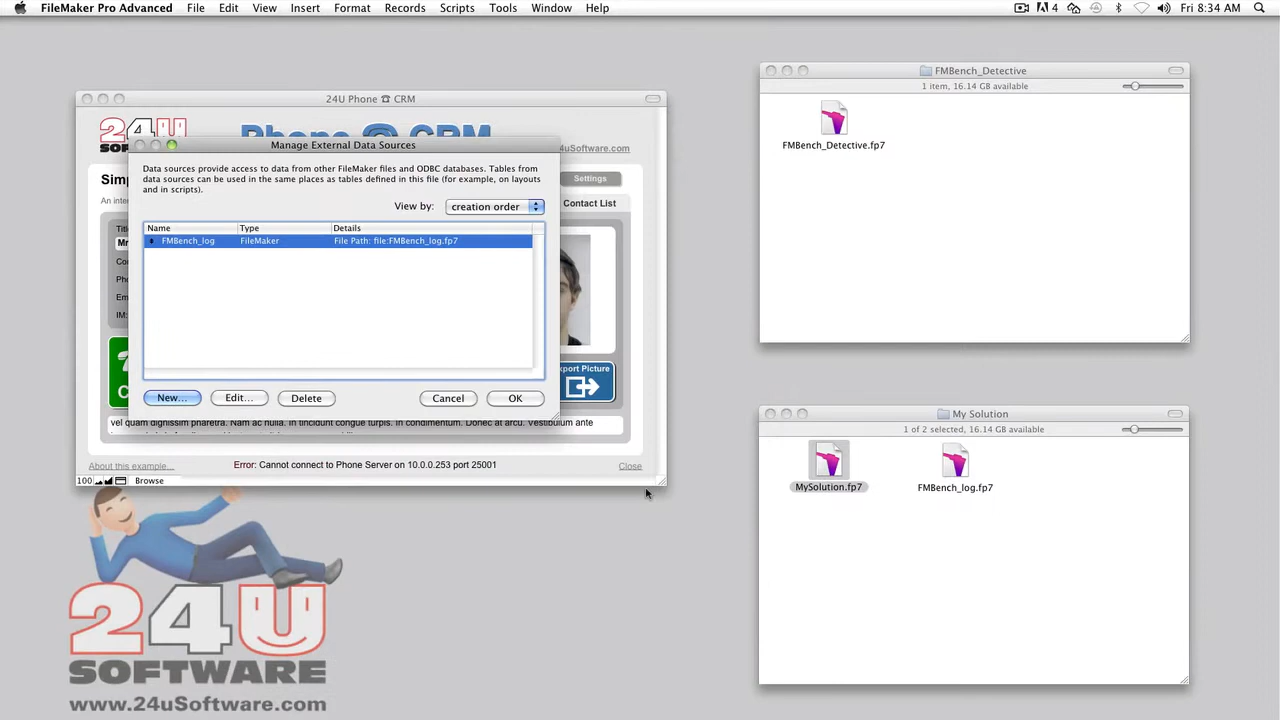 FileMaker Pro Advanced File Edit View Insert Format Records Scripts Tools Window Help 4 Fri 8:34 AM
24U Phone ☎ CRM
24U
Phone ☎ CRM
4uSoftware.com
Manage External Data Sources
Data sources provide access to data from other FileMaker files and ODBC databases. Tables from
data sources can be used in the same places as tables defined in this file (for example, on layouts
and in scripts).
View by: creation order
Name Type Details
FMBench_log FileMaker File Path: file:FMBench_log.fp7
New... Edit... Delete Cancel OK
Settings
Contact List
IM:
vel quam dignissim pharetra. Nam ac nulla. In tincidunt congue turpis. In condimentum. Donec at arcu. Vestibulum ante
About this example... Error: Cannot connect to Phone Server on 10.0.0.253 port 25001 Close
100 Browse
FMBench_Detective
1 item, 16.14 GB available
FMBench_Detective.fp7
My Solution
1 of 2 selected, 16.14 GB available
MySolution.fp7 FMBench_log.fp7
24U
SOFTWARE
www.24uSoftware.com